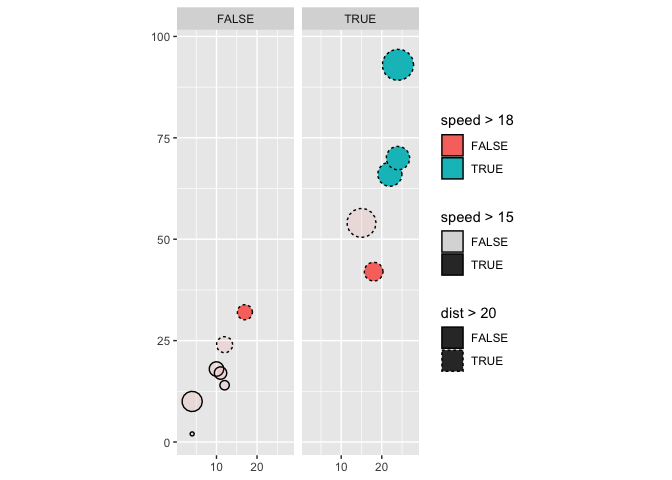 FALSE
TRUE
100
75
50
25
0
10
20
10
20
speed > 18
FALSE
TRUE
speed > 15
FALSE
TRUE
dist > 20
FALSE
TRUE